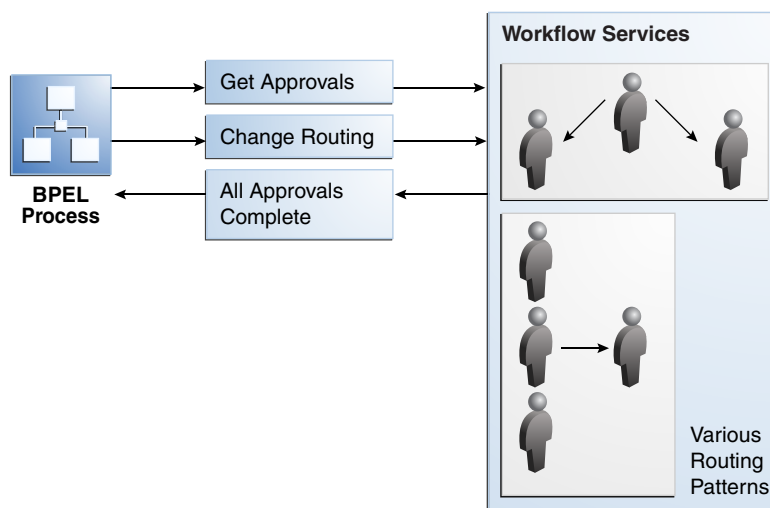 Workflow Services
Get Approvals
Change Routing
All Approvals
Complete
BPEL
Process
Various
Routing
Patterns